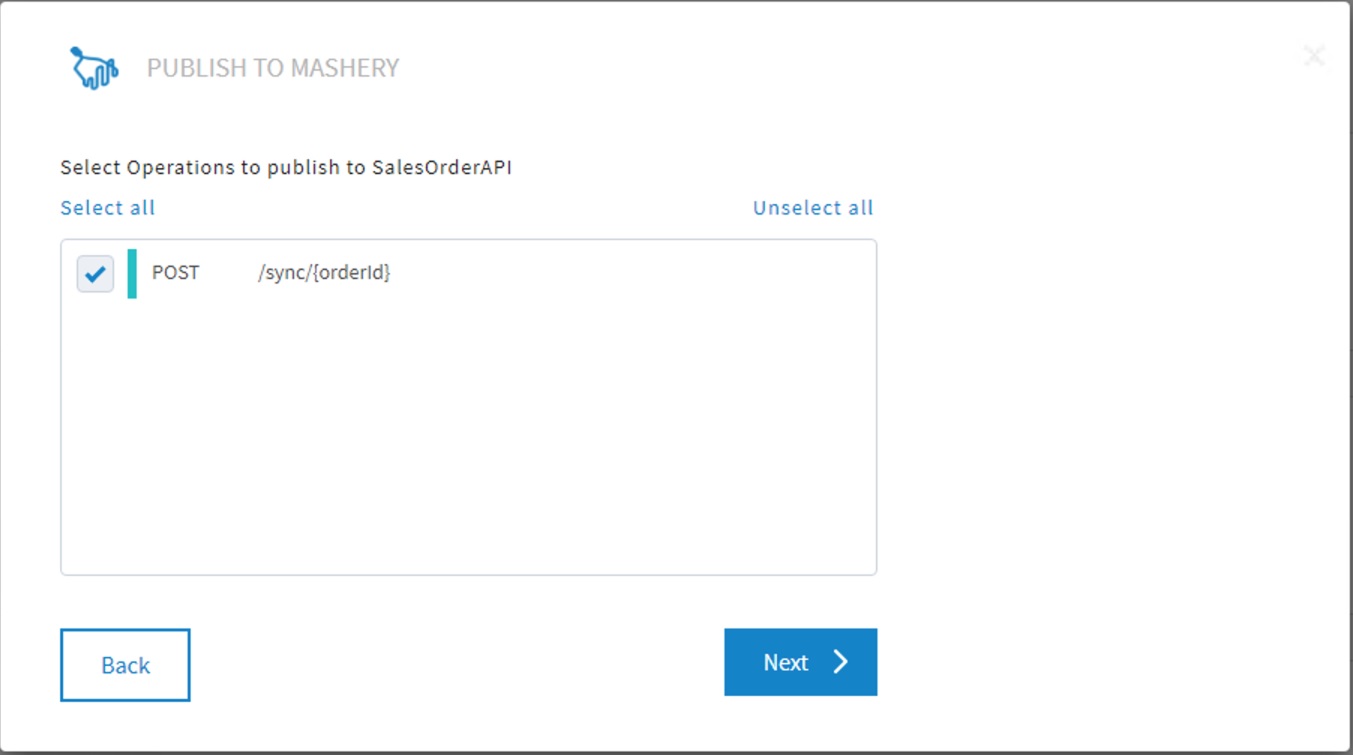 PUBLISH TO MASHERY
Select Operations to publish to SalesOrderAPI
Select all Unselect all
POST /sync/{orderId}
Back Next